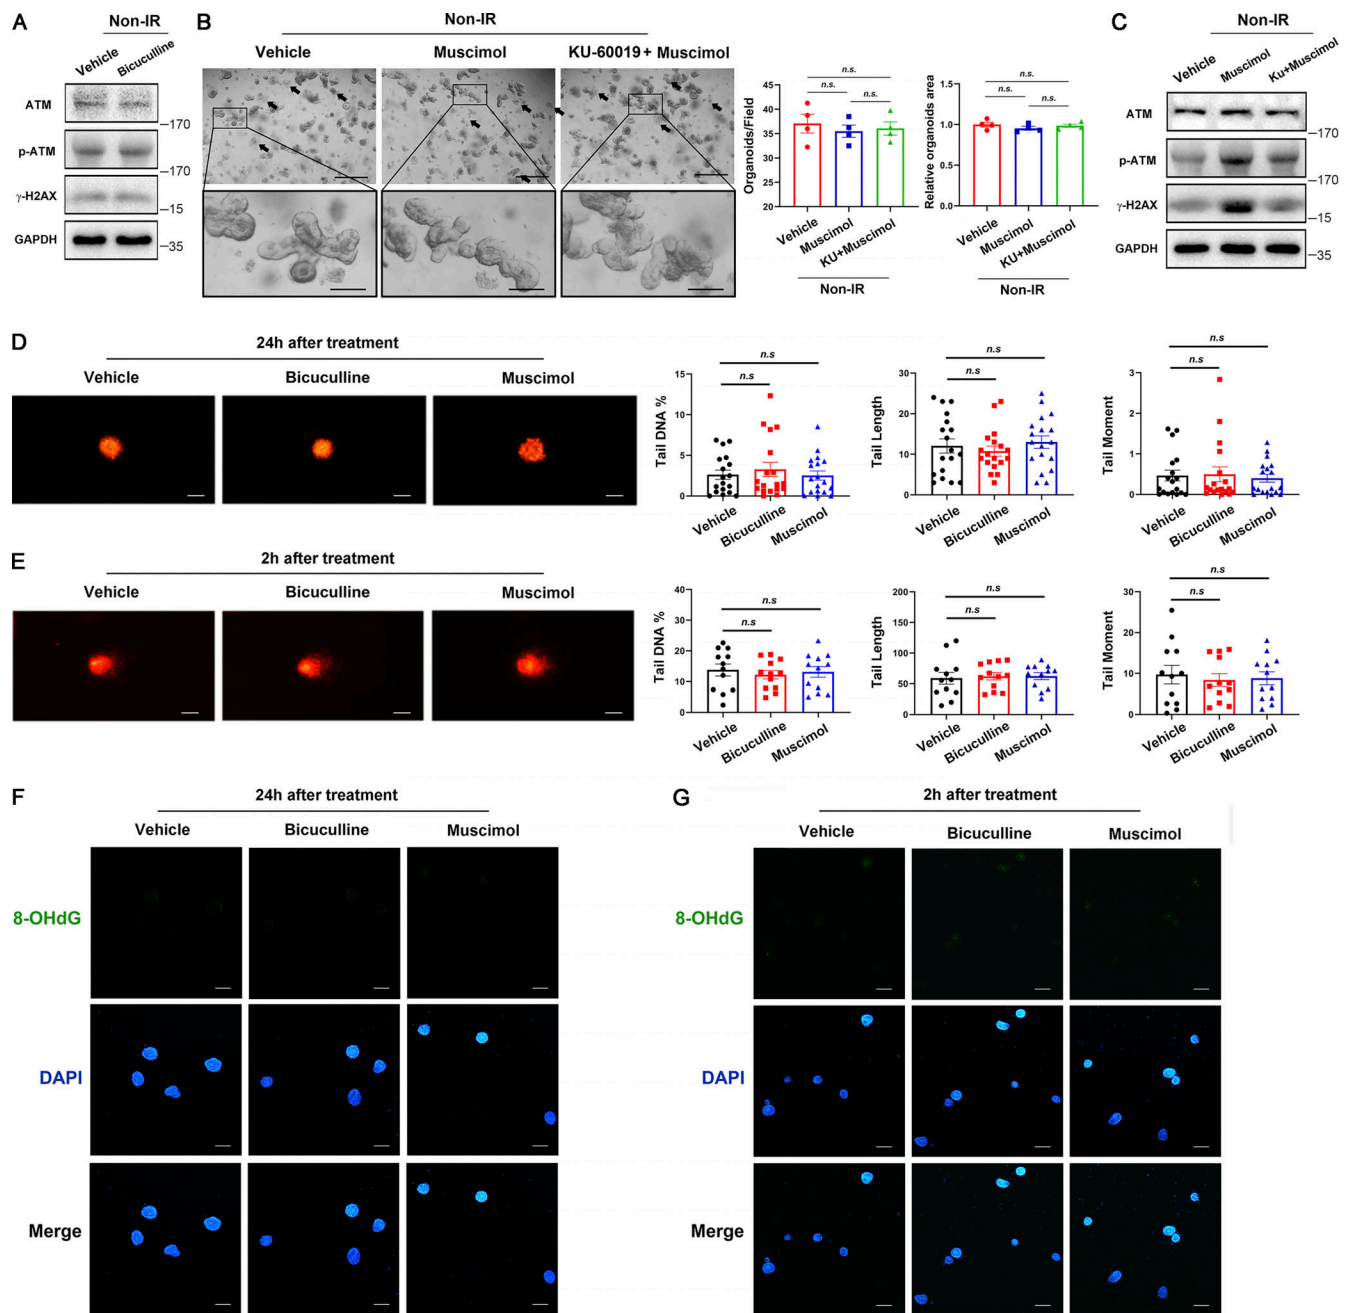 A
Non-IR
Vehicle
Bicuculline
ATM
–170
p-ATM
–170
γ-H2AX
–15
GAPDH
–35
B
Non-IR
Vehicle
Muscimol
KU-60019 + Muscimol
Organoids/Field
40
35
30
25
20
n.s.
n.s.
n.s.
Vehicle
Muscimol
KU+Muscimol
Non-IR
Relative organoids area
1.5
1.0
0.5
0.0
n.s.
n.s.
n.s.
Vehicle
Muscimol
KU+Muscimol
Non-IR
C
Non-IR
Vehicle
Muscimol
Ku+Muscimol
ATM
–170
p-ATM
–170
γ-H2AX
–15
GAPDH
–35
D
24h after treatment
Vehicle
Bicuculline
Muscimol
Tail DNA %
15
10
5
0
n.s
n.s
Vehicle
Bicuculline
Muscimol
Tail Length
30
20
10
0
n.s
n.s
Vehicle
Bicuculline
Muscimol
Tail Moment
3
2
1
0
n.s
n.s
Vehicle
Bicuculline
Muscimol
E
2h after treatment
Vehicle
Bicuculline
Muscimol
Tail DNA %
40
30
20
10
0
n.s
n.s
Vehicle
Bicuculline
Muscimol
Tail Length
200
150
100
50
0
n.s
n.s
Vehicle
Bicuculline
Muscimol
Tail Moment
30
20
10
0
n.s
n.s
Vehicle
Bicuculline
Muscimol
F
24h after treatment
Vehicle
Bicuculline
Muscimol
8-OHdG
DAPI
Merge
G
2h after treatment
Vehicle
Bicuculline
Muscimol
8-OHdG
DAPI
Merge